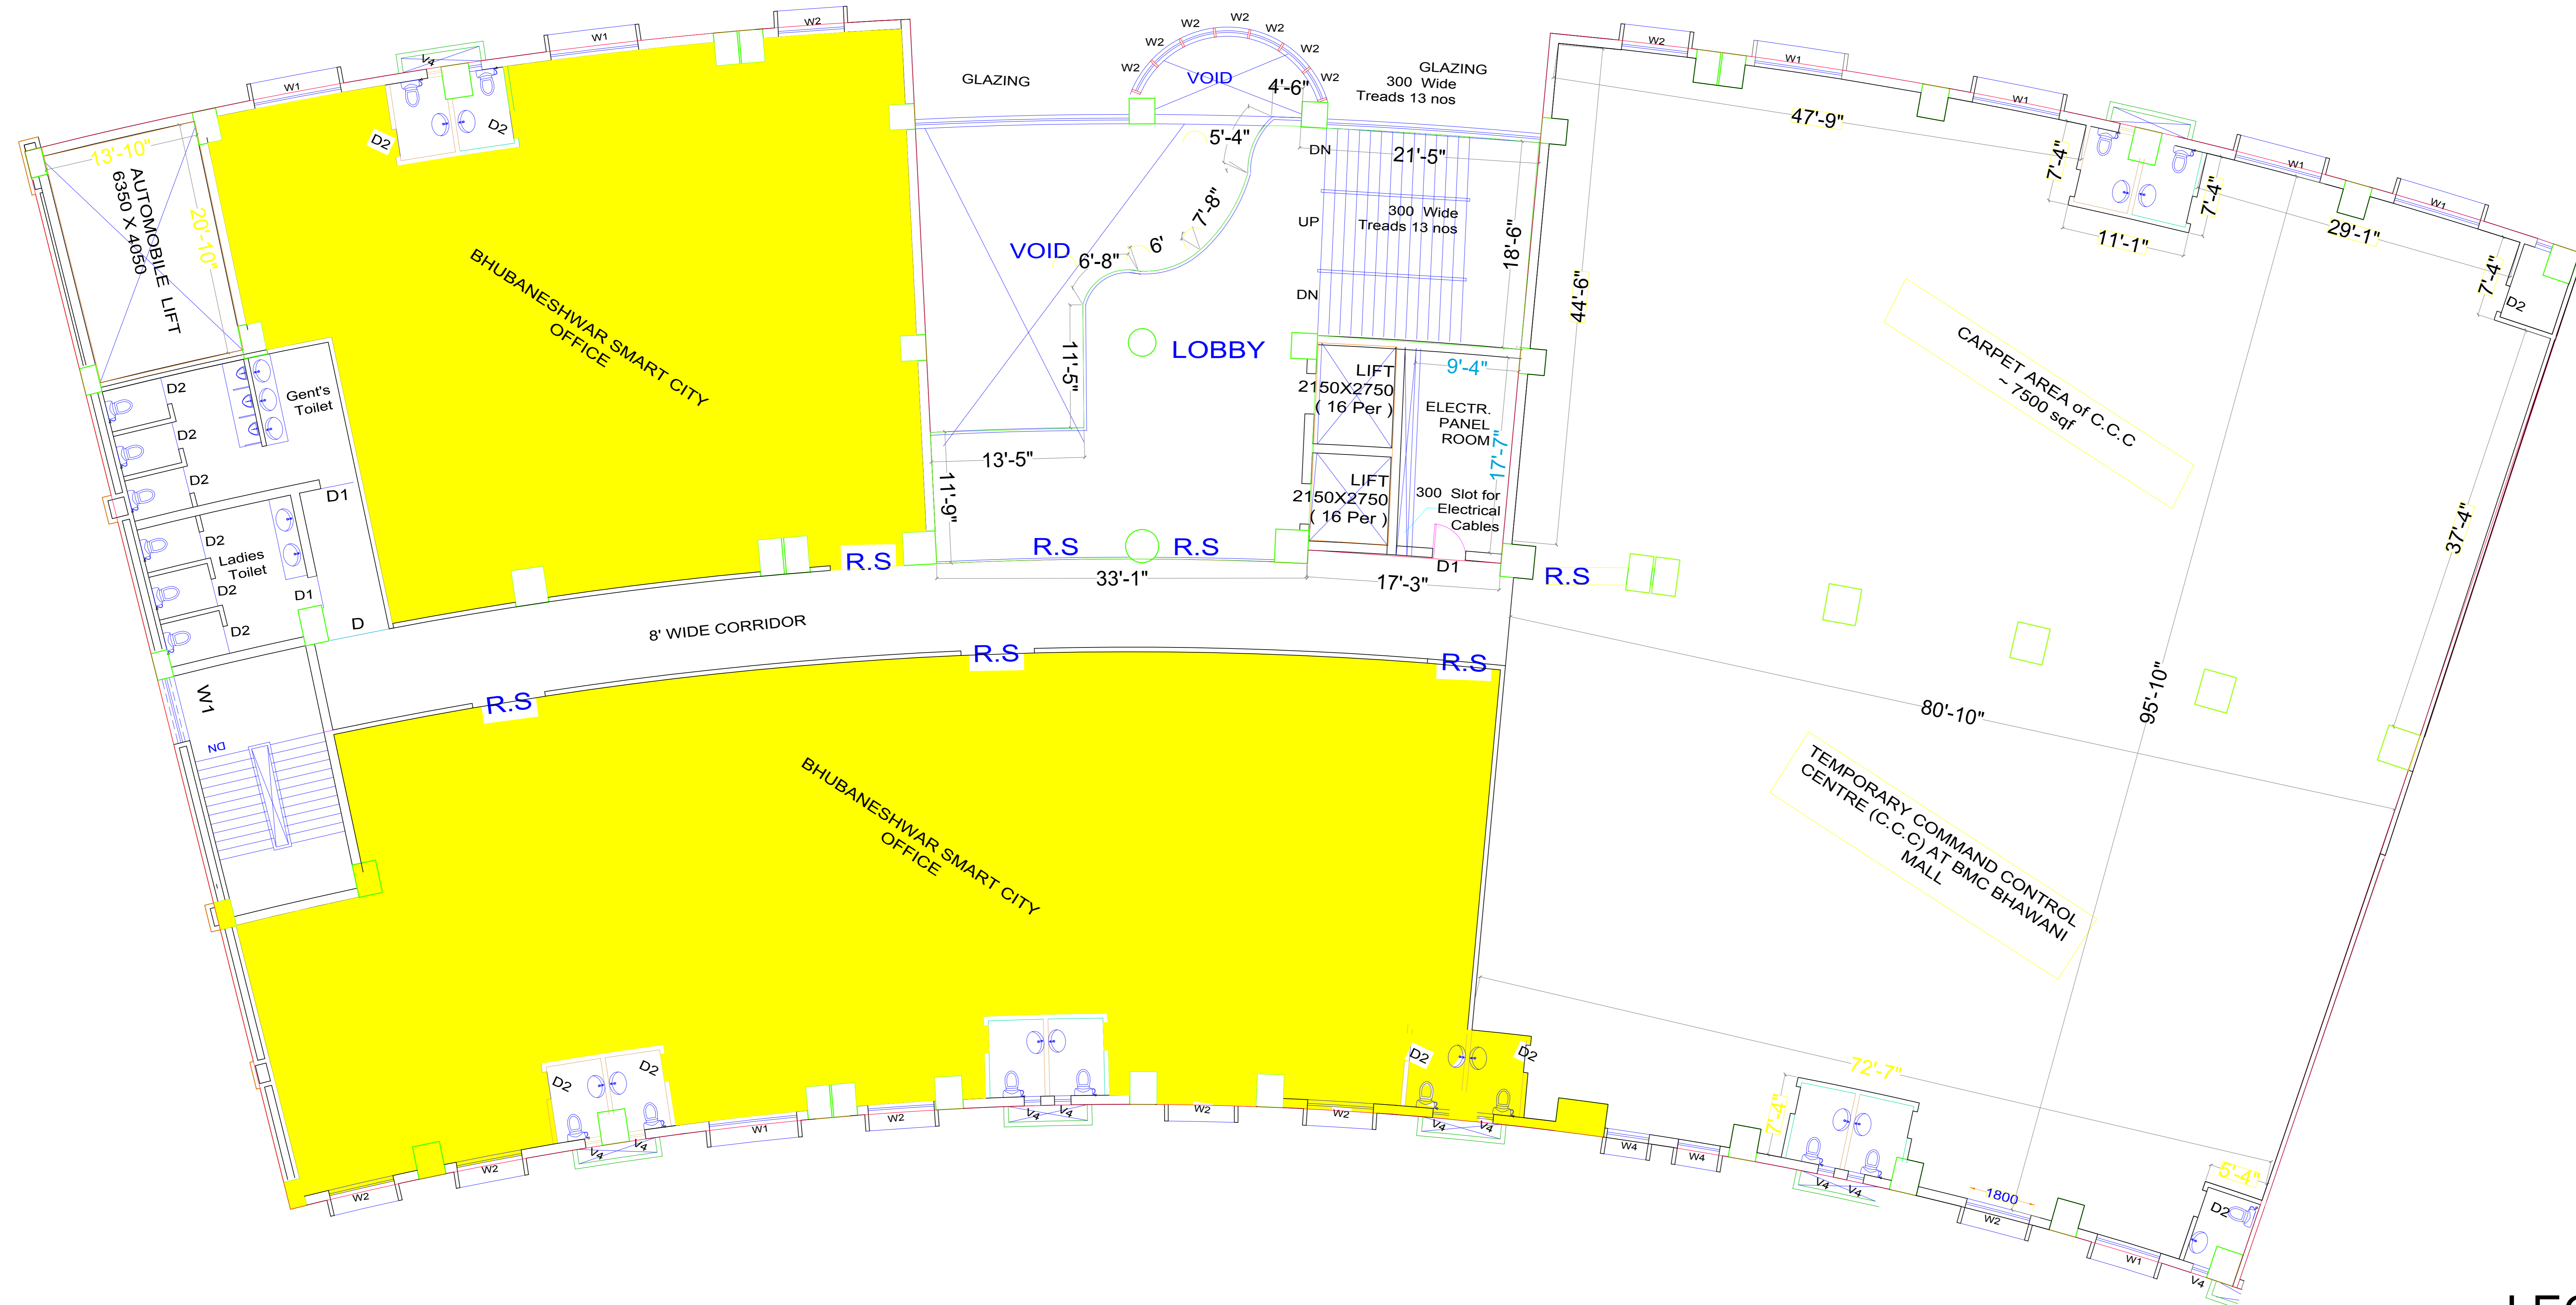 W1
W1
W2
V4
D2
D2
13'-10"
20'-10"
AUTOMOBILE LIFT
6350 X 4050
BHUBANESHWAR SMART CITY
OFFICE
GLAZING
W2
W2
W2
W2
W2
W2
W2
VOID
4'-6"
GLAZING
300 Wide
Treads 13 nos
5'-4"
DN
21'-5"
7'-8"
UP
300 Wide
Treads 13 nos
18'-6"
VOID
6'-8"
6'
DN
11'-5"
LOBBY
13'-5"
11'-9"
LIFT
2150X2750
( 16 Per )
9'-4"
ELECTR.
PANEL
ROOM
17'-7"
LIFT
2150X2750
( 16 Per )
300 Slot for
Electrical
Cables
R.S
R.S
R.S
D1
33'-1"
17'-3"
R.S
W2
W1
W1
W1
W1
47'-9"
7'-4"
7'-4"
11'-1"
29'-1"
7'-4"
D2
44'-6"
CARPET AREA of C.C.C
~ 7500 sqf
37'-4"
80'-10"
95'-10"
TEMPORARY COMMAND CONTROL
CENTRE (C.C.C) AT BMC BHAWANI
MALL
72'-7"
7'-4"
5'-4"
D2
1800
W4
W4
V4
V4
W2
W1
V4
Gent's
Toilet
D2
D2
D2
D1
Ladies
Toilet
D2
D2
D2
D1
D
8' WIDE CORRIDOR
R.S
R.S
R.S
W1
DN
BHUBANESHWAR SMART CITY
OFFICE
D2
D2
D2
D2
W2
W2
V4
V4
W1
W2
V4
V4
W2
W2
V4
V4